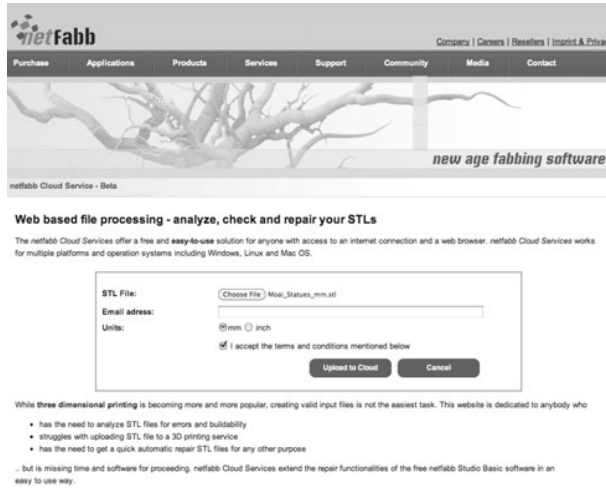 netfabb
Company | Careers | Resellers | Imprint &
Purchase Applications Products Services Support Community Media Contact
new age fabbing software
netfabb Cloud Service - Beta
Web based file processing - analyze, check and repair your STLs
The netfabb Cloud Services offer a free and easy-to-use solution for anyone with access to an internet connection and a web browser. netfabb Cloud Services works
for multiple platforms and operation systems including Windows, Linux and Mac OS.
STL File: Choose File Moai_Statues_mm.stl
Email adress:
Units: mm inch
I accept the terms and conditions mentioned below
Upload to Cloud Cancel
While three dimensional printing is becoming more and more popular, creating valid input files is not the easiest task. This website is dedicated to anybody who
• has the need to analyze STL files for errors and buildability
• struggles with uploading STL file to a 3D printing service
• has the need to get a quick automatic repair STL files for any other purpose
.. but is missing time and software for proceeding. netfabb Cloud Services extend the repair functionalities of the free netfabb Studio Basic software in an
easy to use way.